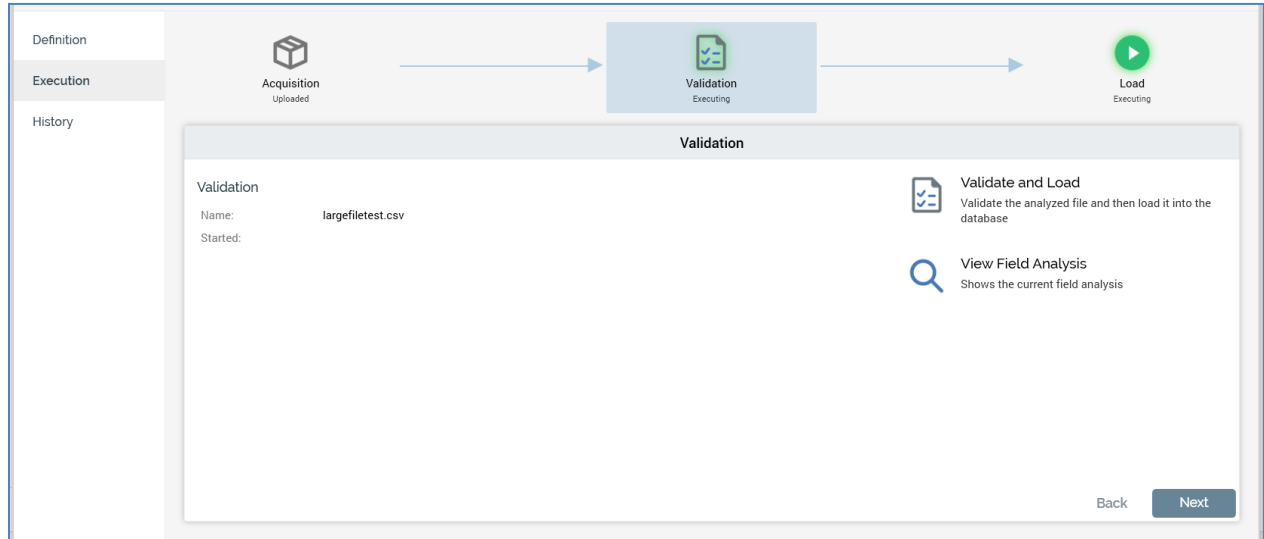 Definition
Execution
History
Acquisition
Uploaded
Validation
Executing
Load
Executing
Validation
Validation
Name: largefiletest.csv
Started:
Validate and Load
Validate the analyzed file and then load it into the
database
View Field Analysis
Shows the current field analysis
Back Next